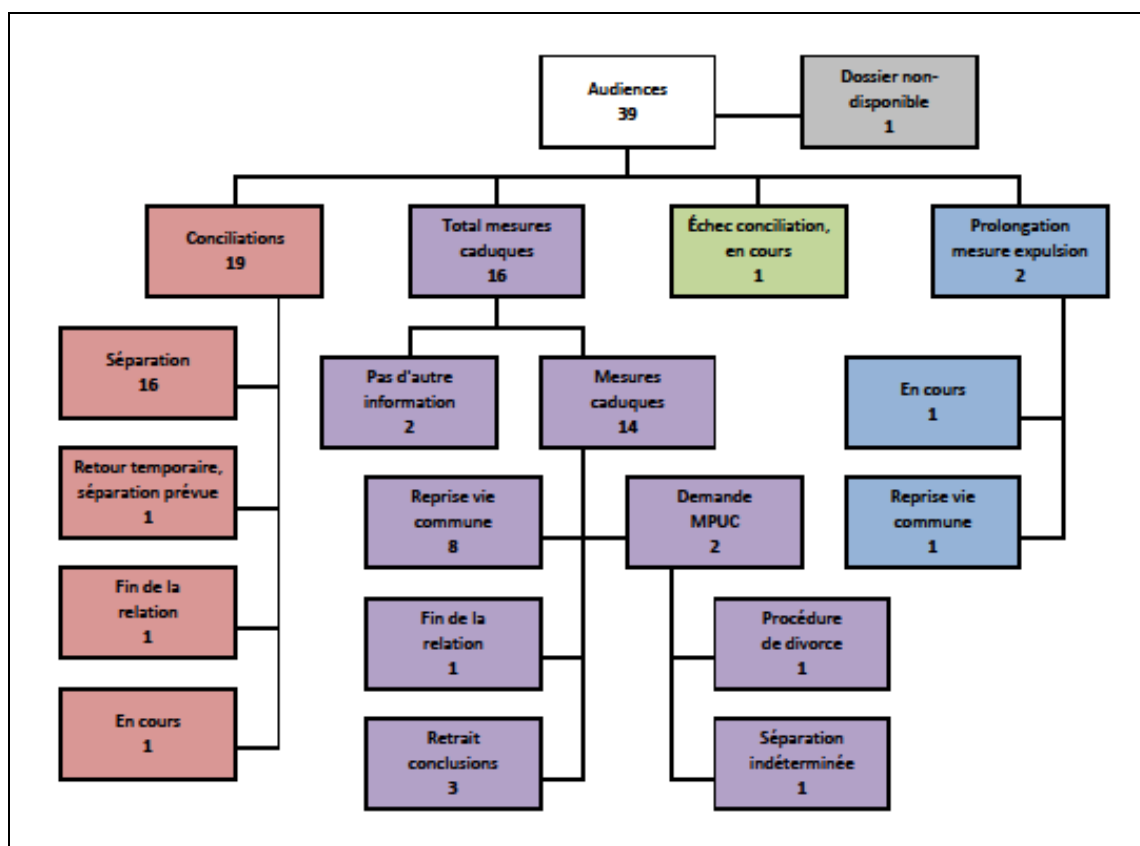 Audiences
39
Dossier non-
disponible
1
Conciliations
19
Total mesures
caduques
16
Échec conciliation,
en cours
1
Prolongation
mesure expulsion
2
Séparation
16
Retour temporaire,
séparation prévue
1
Fin de la
relation
1
En cours
1
Pas d'autre
information
2
Mesures
caduques
14
Reprise vie
commune
8
Demande
MPUC
2
Fin de la
relation
1
Procédure
de divorce
1
Retrait
conclusions
3
Séparation
indéterminée
1
En cours
1
Reprise vie
commune
1